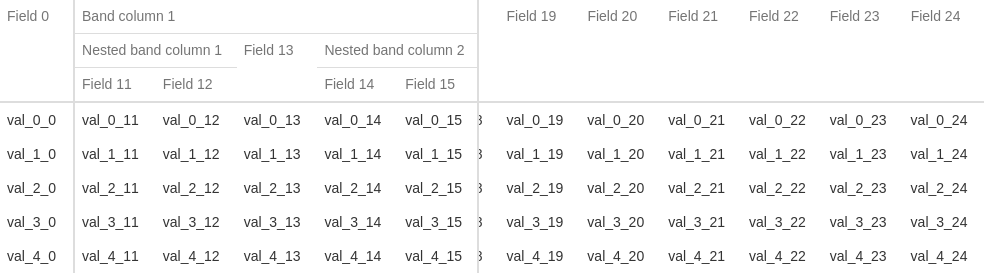 Field 0 Band column 1 Field 19 Field 20 Field 21 Field 22 Field 23 Field 24
Nested band column 1 Field 13 Nested band column 2
Field 11 Field 12 Field 14 Field 15
val_0_0 val_0_11 val_0_12 val_0_13 val_0_14 val_0_15 val_0_19 val_0_20 val_0_21 val_0_22 val_0_23 val_0_24
val_1_0 val_1_11 val_1_12 val_1_13 val_1_14 val_1_15 val_1_19 val_1_20 val_1_21 val_1_22 val_1_23 val_1_24
val_2_0 val_2_11 val_2_12 val_2_13 val_2_14 val_2_15 val_2_19 val_2_20 val_2_21 val_2_22 val_2_23 val_2_24
val_3_0 val_3_11 val_3_12 val_3_13 val_3_14 val_3_15 val_3_19 val_3_20 val_3_21 val_3_22 val_3_23 val_3_24
val_4_0 val_4_11 val_4_12 val_4_13 val_4_14 val_4_15 val_4_19 val_4_20 val_4_21 val_4_22 val_4_23 val_4_24